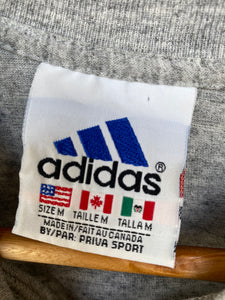 adidas®
SIZE M TAILLE M TALLA M
MADE IN/FAIT AU CANADA
BY/PAR: PRIVA SPORT